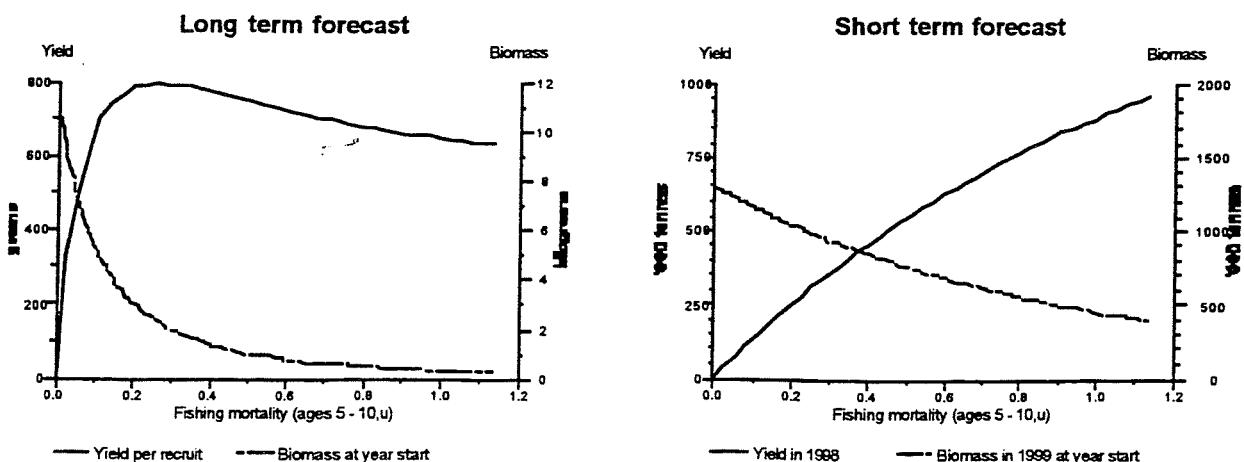 Long term forecast
Yield
Biomass
800
600
400
200
0
12
10
8
6
4
2
0
0.0 0.2 0.4 0.6 0.8 1.0 1.2
Fishing mortality (ages 5 - 10,u)
Yield per recruit
Biomass at year start
Short term forecast
Yield
Biomass
1000
750
500
250
0
2000
1500
1000
500
0
0.0 0.2 0.4 0.6 0.8 1.0 1.2
Fishing mortality (ages 5 - 10,u)
Yield in 1998
Biomass in 1999 at year start